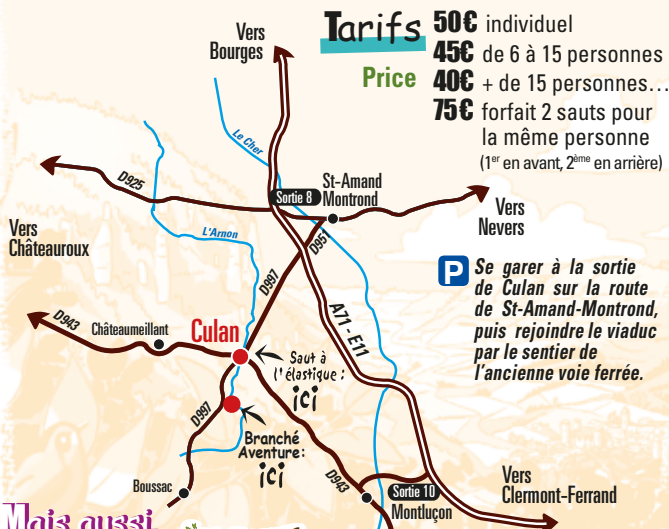 Tarifs
Price
50€ individuel
45€ de 6 à 15 personnes
40€ + de 15 personnes...
75€ forfait 2 sauts pour
la même personne
(1er en avant, 2ème en arrière)
Vers
Bourges
Le Cher
D925
Sortie 8
St-Amand
Montrond
Vers
Nevers
Vers
Châteauroux
L'Arnon
D951
D997
P
Se garer à la sortie
de Culan sur la route
de St-Amand-Montrond,
puis rejoindre le viaduc
par le sentier de
l'ancienne voie ferrée.
A71 - E11
D943
Châteaumeillant
Culan
Saut à
l'élastique :
ici
D997
Branché
Aventure:
ici
Boussac
D943
Sortie 10
Montluçon
Vers
Clermont-Ferrand
Mais aussi